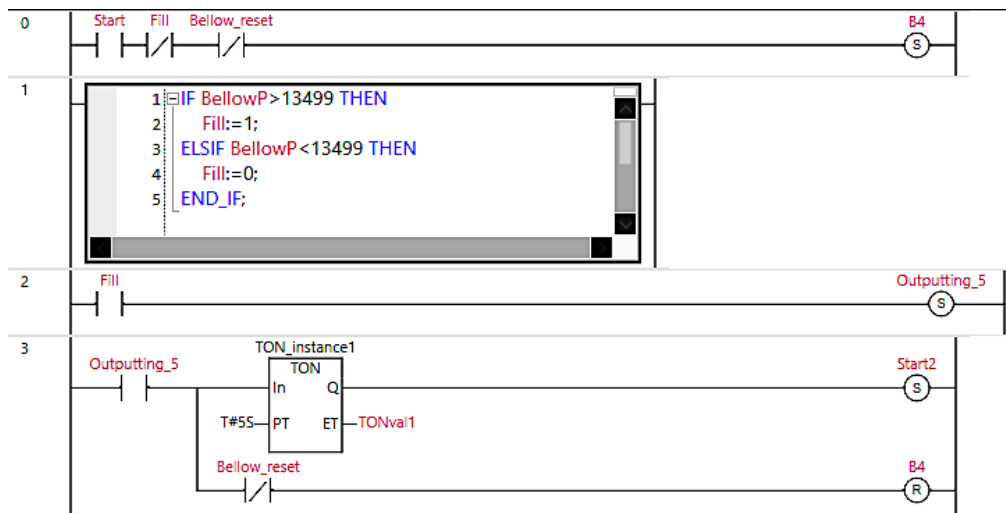 0
Start Fill Bellow_reset B4
S
1
1 IF BellowP>13499 THEN
2 Fill:=1;
3 ELSIF BellowP<13499 THEN
4 Fill:=0;
5 END_IF;
2
Fill Outputting_5
S
3
TON_instance1
Outputting_5 TON Start2
In Q S
T#5S PT ET TONval1
Bellow_reset B4
R